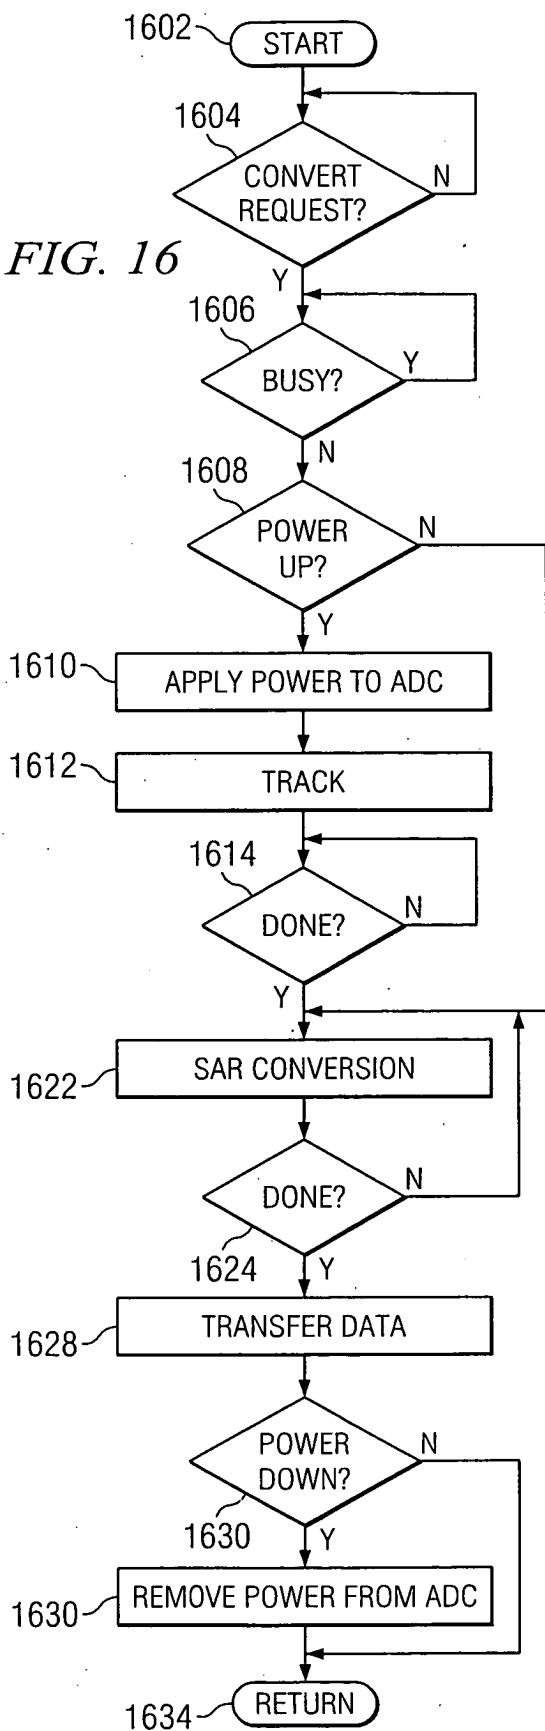 1602
START
1604
CONVERT
REQUEST?
N
FIG. 16
Y
1606
BUSY?
Y
N
1608
POWER
UP?
N
Y
1610
APPLY POWER TO ADC
1612
TRACK
1614
DONE?
N
Y
1622
SAR CONVERSION
DONE?
N
1624
Y
1628
TRANSFER DATA
POWER
DOWN?
N
1630
Y
1630
REMOVE POWER FROM ADC
1634
RETURN